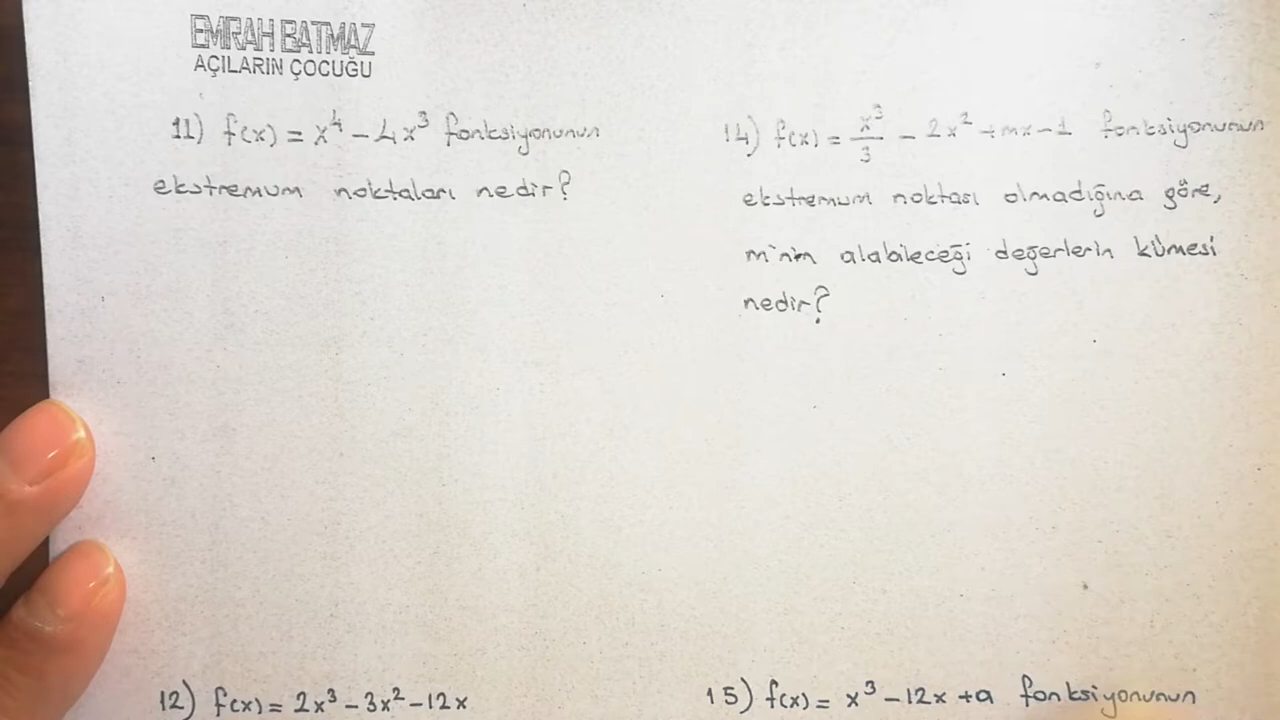 EMRAH BATMAZ
AÇILARIN ÇOCUĞU
11) f(x) = x⁴ - 4x³ fonksiyonunun
ekstremum noktaları nedir?
12) f(x) = 2x³ - 3x² - 12x
14) f(x) = x³/3 - 2x² + mx - 1 fonksiyonunun
ekstremum noktası olmadığına göre,
m'nin alabileceği değerlerin kümesi
nedir?
15) f(x) = x³ - 12x + a fonksiyonunun